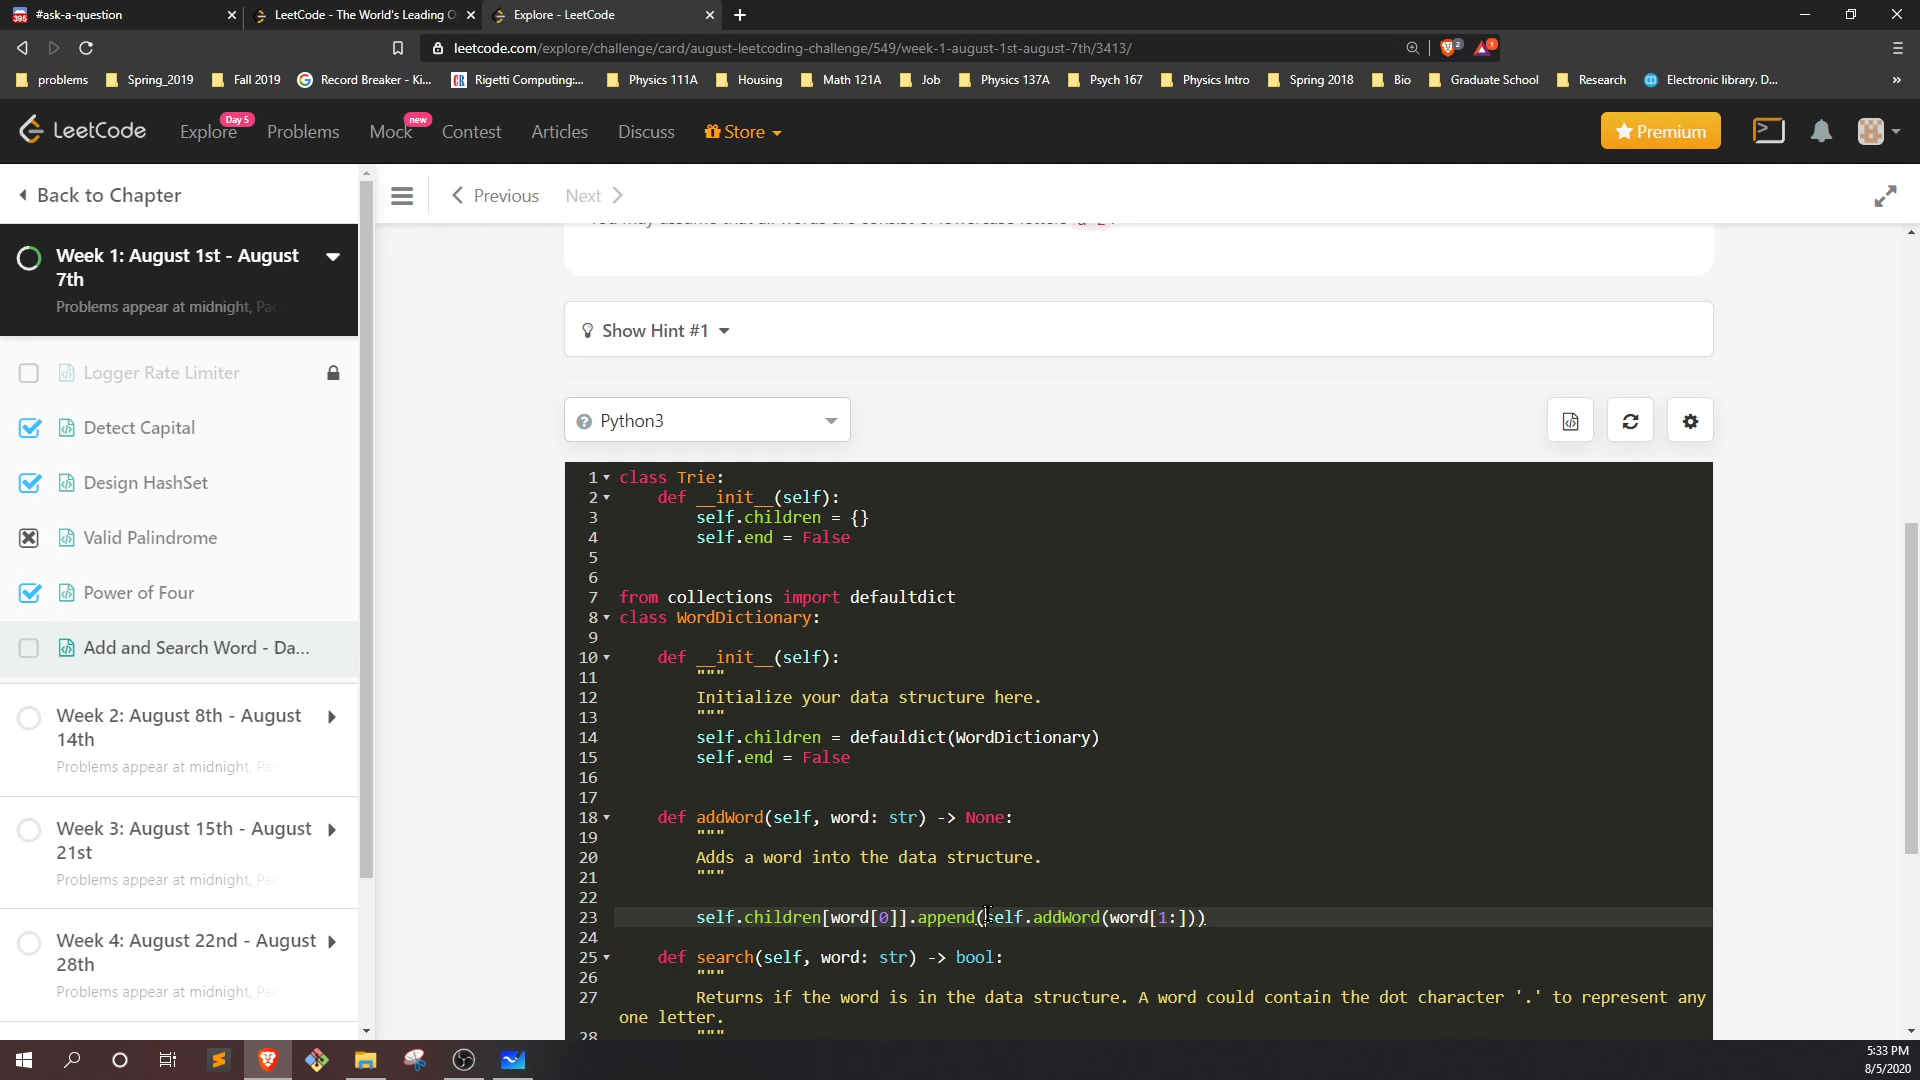 395
#ask-a-question
LeetCode - The World's Leading O
Explore - LeetCode
leetcode.com/explore/challenge/card/august-leetcoding-challenge/549/week-1-august-1st-august-7th/3413/
2
1
problems
Spring_2019
Fall 2019
Record Breaker - Ki...
Rigetti Computing:...
Physics 111A
Housing
Math 121A
Job
Physics 137A
Psych 167
Physics Intro
Spring 2018
Bio
Graduate School
Research
Electronic library. D...
»
LeetCode
Explore
Day 5
Problems
Mock
new
Contest
Articles
Discuss
Store
Premium
Back to Chapter
Previous
Next
Week 1: August 1st - August
7th
Problems appear at midnight, Pac
Logger Rate Limiter
Detect Capital
Design HashSet
Valid Palindrome
Power of Four
Add and Search Word - Da...
Week 2: August 8th - August
14th
Problems appear at midnight, Pac
Week 3: August 15th - August
21st
Problems appear at midnight, Pac
Week 4: August 22nd - August
28th
Problems appear at midnight, Pac
Show Hint #1
Python3
1 class Trie:
2 def __init__(self):
3 self.children = {}
4 self.end = False
5
6
7 from collections import defaultdict
8 class WordDictionary:
9
10 def __init__(self):
11 """
12 Initialize your data structure here.
13 """
14 self.children = defauldict(WordDictionary)
15 self.end = False
16
17
18 def addWord(self, word: str) -> None:
19 """
20 Adds a word into the data structure.
21 """
22
23 self.children[word[0]].append(self.addWord(word[1:]))
24
25 def search(self, word: str) -> bool:
26 """
27 Returns if the word is in the data structure. A word could contain the dot character '.' to represent any
one letter.
28 """
5:33 PM
8/5/2020